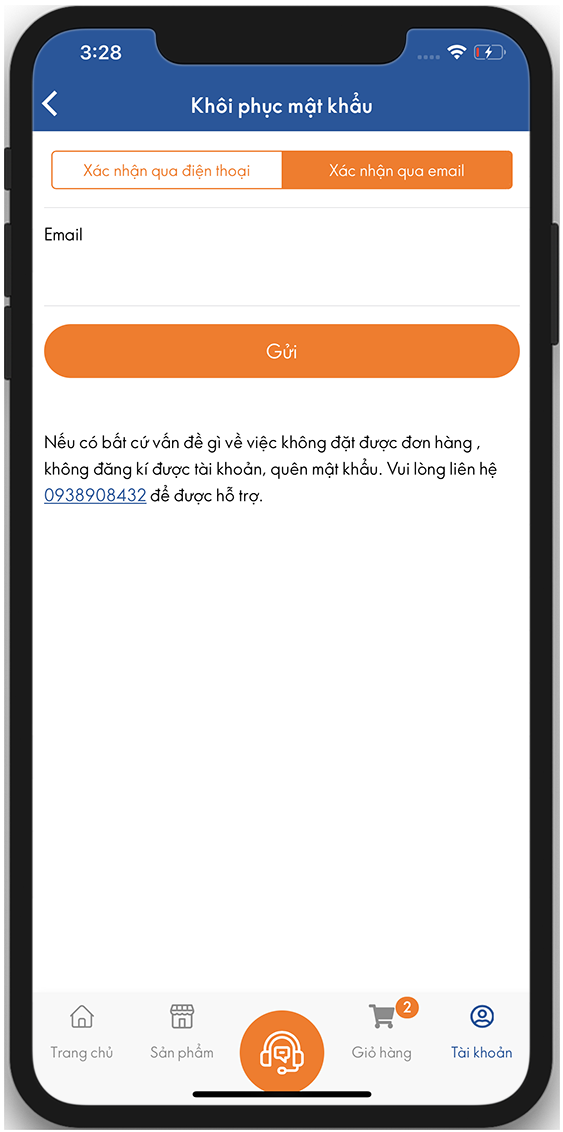 3:28
Khôi phục mật khẩu
Xác nhận qua điện thoại
Xác nhận qua email
Email
Gửi
Nếu có bất cứ vấn đề gì về việc không đặt được đơn hàng ,
không đăng kí được tài khoản, quên mật khẩu. Vui lòng liên hệ
0938908432 để được hỗ trợ.
2
Trang chủ
Sản phẩm
Giỏ hàng
Tài khoản